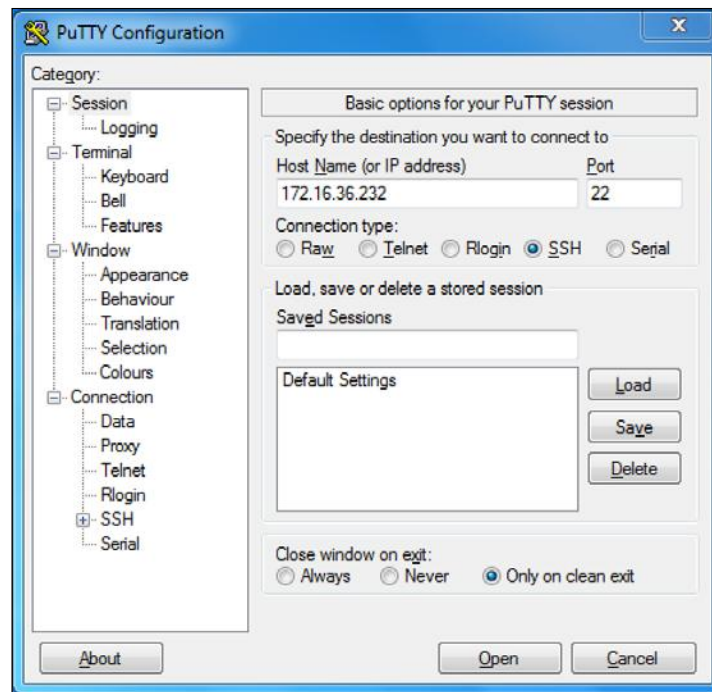 PuTTY Configuration
X
Category:
Session
Logging
Terminal
Keyboard
Bell
Features
Window
Appearance
Behaviour
Translation
Selection
Colours
Connection
Data
Proxy
Telnet
Rlogin
SSH
Serial
Basic options for your PuTTY session
Specify the destination you want to connect to
Host Name (or IP address) Port
172.16.36.232 22
Connection type:
Raw Telnet Rlogin SSH Serial
Load, save or delete a stored session
Saved Sessions
Default Settings
Load
Save
Delete
Close window on exit:
Always Never Only on clean exit
About Open Cancel